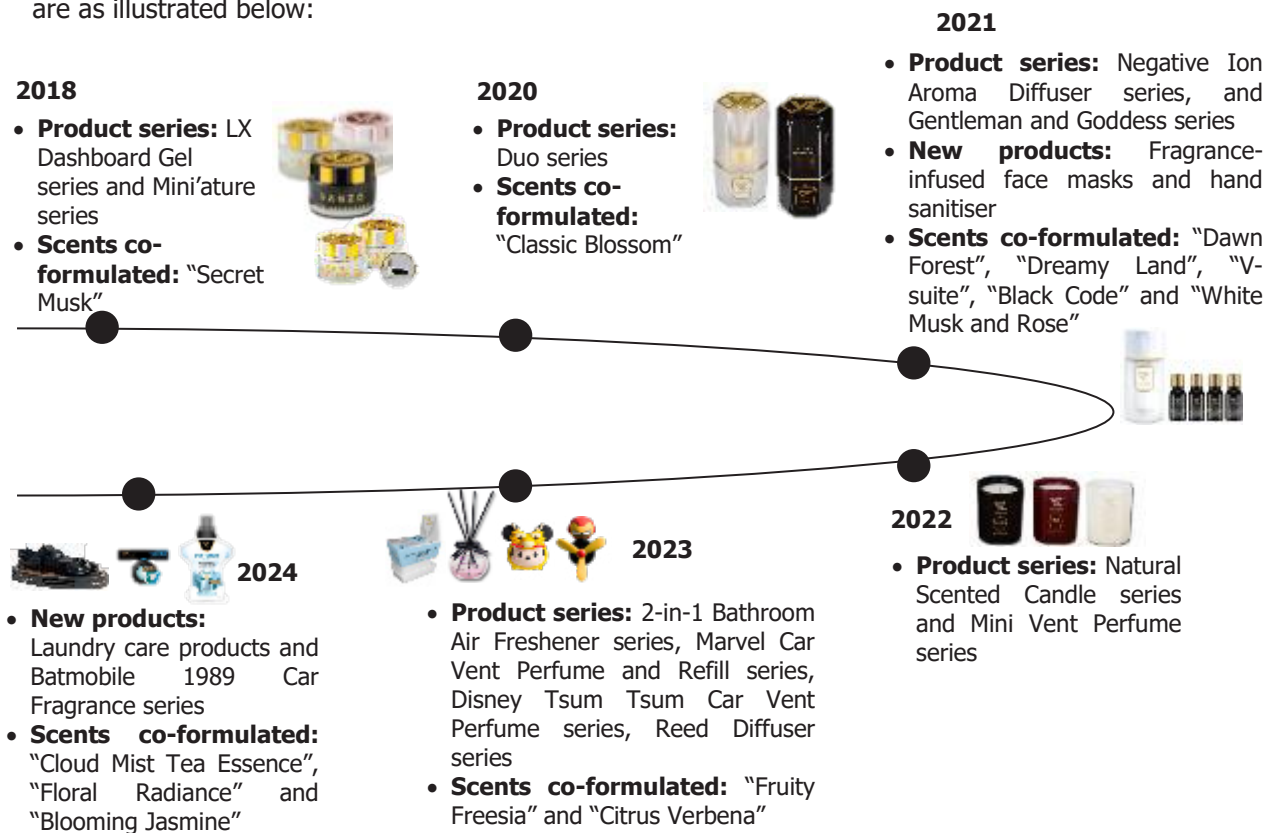 are as illustrated below:
2018
• Product series: LX
Dashboard Gel
series and Mini'ature
series
• Scents co-
formulated: “Secret
Musk”
2020
• Product series:
Duo series
• Scents co-
formulated:
“Classic Blossom”
2021
• Product series: Negative Ion
Aroma Diffuser series, and
Gentleman and Goddess series
• New products: Fragrance-
infused face masks and hand
sanitiser
• Scents co-formulated: “Dawn
Forest”, “Dreamy Land”, “V-
suite”, “Black Code” and “White
Musk and Rose”
2022
• Product series: Natural
Scented Candle series
and Mini Vent Perfume
series
2023
• Product series: 2-in-1 Bathroom
Air Freshener series, Marvel Car
Vent Perfume and Refill series,
Disney Tsum Tsum Car Vent
Perfume series, Reed Diffuser
series
• Scents co-formulated: “Fruity
Freesia” and “Citrus Verbena”
2024
• New products:
Laundry care products and
Batmobile 1989 Car
Fragrance series
• Scents co-formulated:
“Cloud Mist Tea Essence”,
“Floral Radiance” and
“Blooming Jasmine”